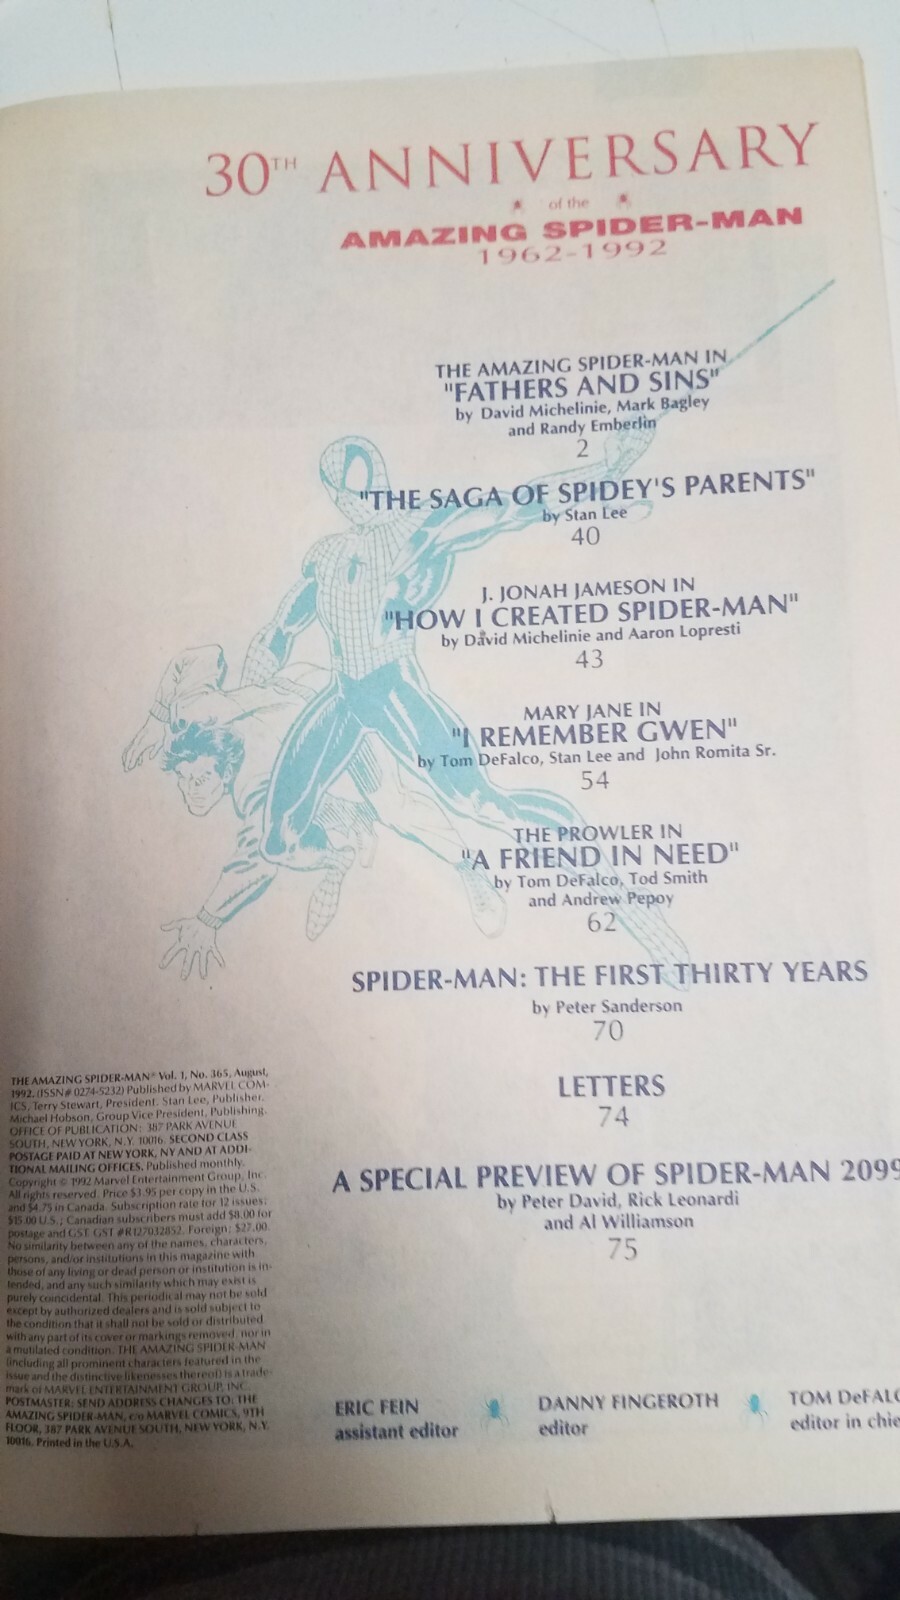 30TH ANNIVERSARY
of the
AMAZING SPIDER-MAN
1962-1992
THE AMAZING SPIDER-MAN IN
"FATHERS AND SINS"
by David Michelinie, Mark Bagley
and Randy Emberlin
2
"THE SAGA OF SPIDEY'S PARENTS"
by Stan Lee
40
J. JONAH JAMESON IN
"HOW I CREATED SPIDER-MAN"
by David Michelinie and Aaron Lopresti
43
MARY JANE IN
"I REMEMBER GWEN"
by Tom DeFalco, Stan Lee and John Romita Sr.
54
THE PROWLER IN
"A FRIEND IN NEED"
by Tom DeFalco, Tod Smith
and Andrew Pepoy
62
SPIDER-MAN: THE FIRST THIRTY YEARS
by Peter Sanderson
70
LETTERS
74
A SPECIAL PREVIEW OF SPIDER-MAN 2099
by Peter David, Rick Leonardi
and Al Williamson
75
THE AMAZING SPIDER-MAN® Vol. 1, No. 365, August,
1992. (ISSN# 0274-5232) Published by MARVEL COM-
ICS, Terry Stewart, President. Stan Lee, Publisher.
Michael Hobson, Group Vice President, Publishing.
OFFICE OF PUBLICATION: 387 PARK AVENUE
SOUTH, NEW YORK, N.Y. 10016. SECOND CLASS
POSTAGE PAID AT NEW YORK, NY AND AT ADDI-
TIONAL MAILING OFFICES. Published monthly.
Copyright © 1992 Marvel Entertainment Group, Inc.
All rights reserved. Price $3.95 per copy in the U.S.
and $4.75 in Canada. Subscription rate for 12 issues:
$15.00 U.S.; Canadian subscribers must add $8.00 for
postage and GST. GST #R127032852. Foreign: $27.00.
No similarity between any of the names, characters,
persons, and/or institutions in this magazine with
those of any living or dead person or institution is in-
tended, and any such similarity which may exist is
purely coincidental. This periodical may not be sold
except by authorized dealers and is sold subject to
the condition that it shall not be sold or distributed
with any part of its cover or markings removed, nor in
a mutilated condition. THE AMAZING SPIDER-MAN
(including all prominent characters featured in the
issue and the distinctive likenesses thereof) is a trade-
mark of MARVEL ENTERTAINMENT GROUP, INC.
POSTMASTER: SEND ADDRESS CHANGES TO: THE
AMAZING SPIDER-MAN, c/o MARVEL COMICS, 9TH
FLOOR, 387 PARK AVENUE SOUTH, NEW YORK, N.Y.
10016. Printed in the U.S.A.
ERIC FEIN
assistant editor
DANNY FINGEROTH
editor
TOM DeFALC
editor in chie